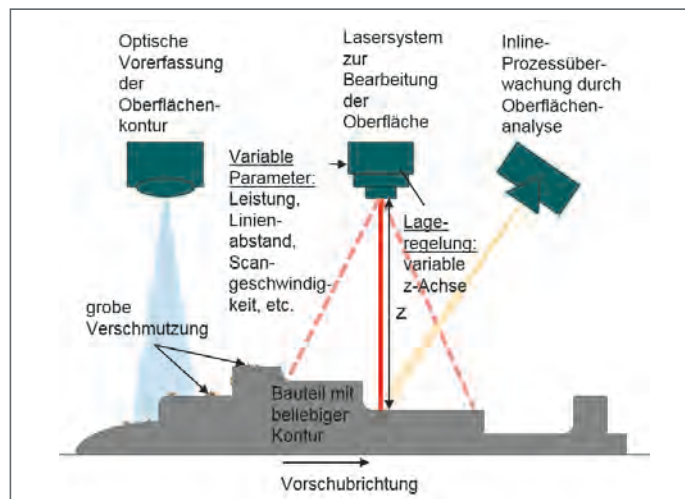 Optische
Vorerfassung
der
Oberflächen-
kontur
Lasersystem
zur
Bearbeitung
der
Oberfläche
Inline-
Prozessüber-
wachung durch
Oberflächen-
analyse
Variable
Parameter:
Leistung,
Linien-
abstand,
Scan-
geschwindig-
keit, etc.
Lage-
regelung:
variable
z-Achse
z
grobe
Verschmutzung
Bauteil mit
beliebiger
Kontur
Vorschubrichtung